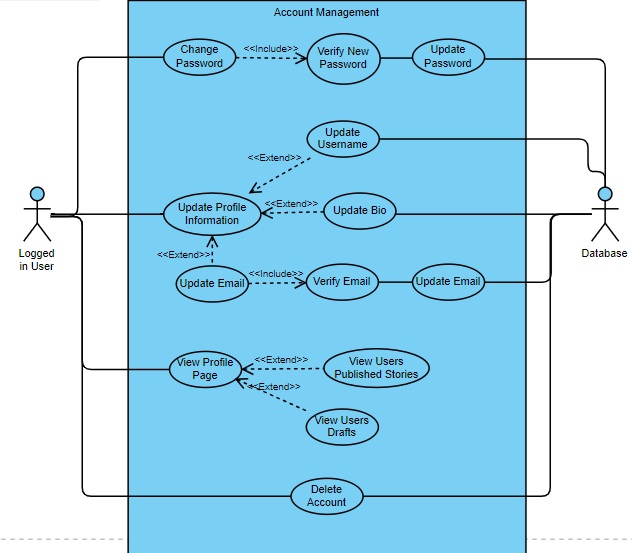 Account Management
Change
Password
<<Include>>
Verify New
Password
Update
Password
Update
Username
<<Extend>>
Update Profile
Information
<<Extend>>
Update Bio
Logged
in User
Database
<<Extend>>
Update Email
<<Include>>
Verify Email
Update Email
View Profile
Page
<<Extend>>
View Users
Published Stories
<<Extend>>
View Users
Drafts
Delete
Account